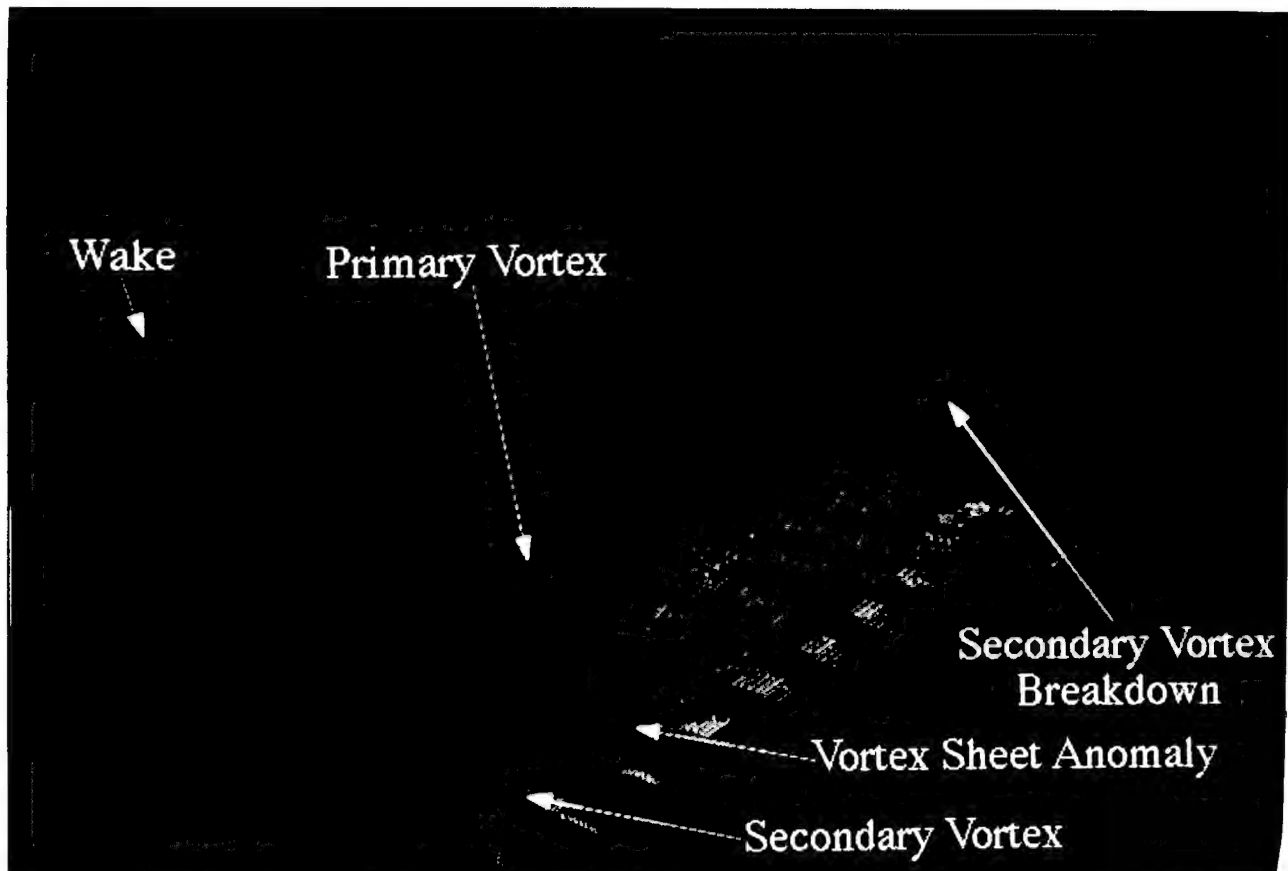 Wake
Primary Vortex
Secondary Vortex
Breakdown
Vortex Sheet Anomaly
Secondary Vortex